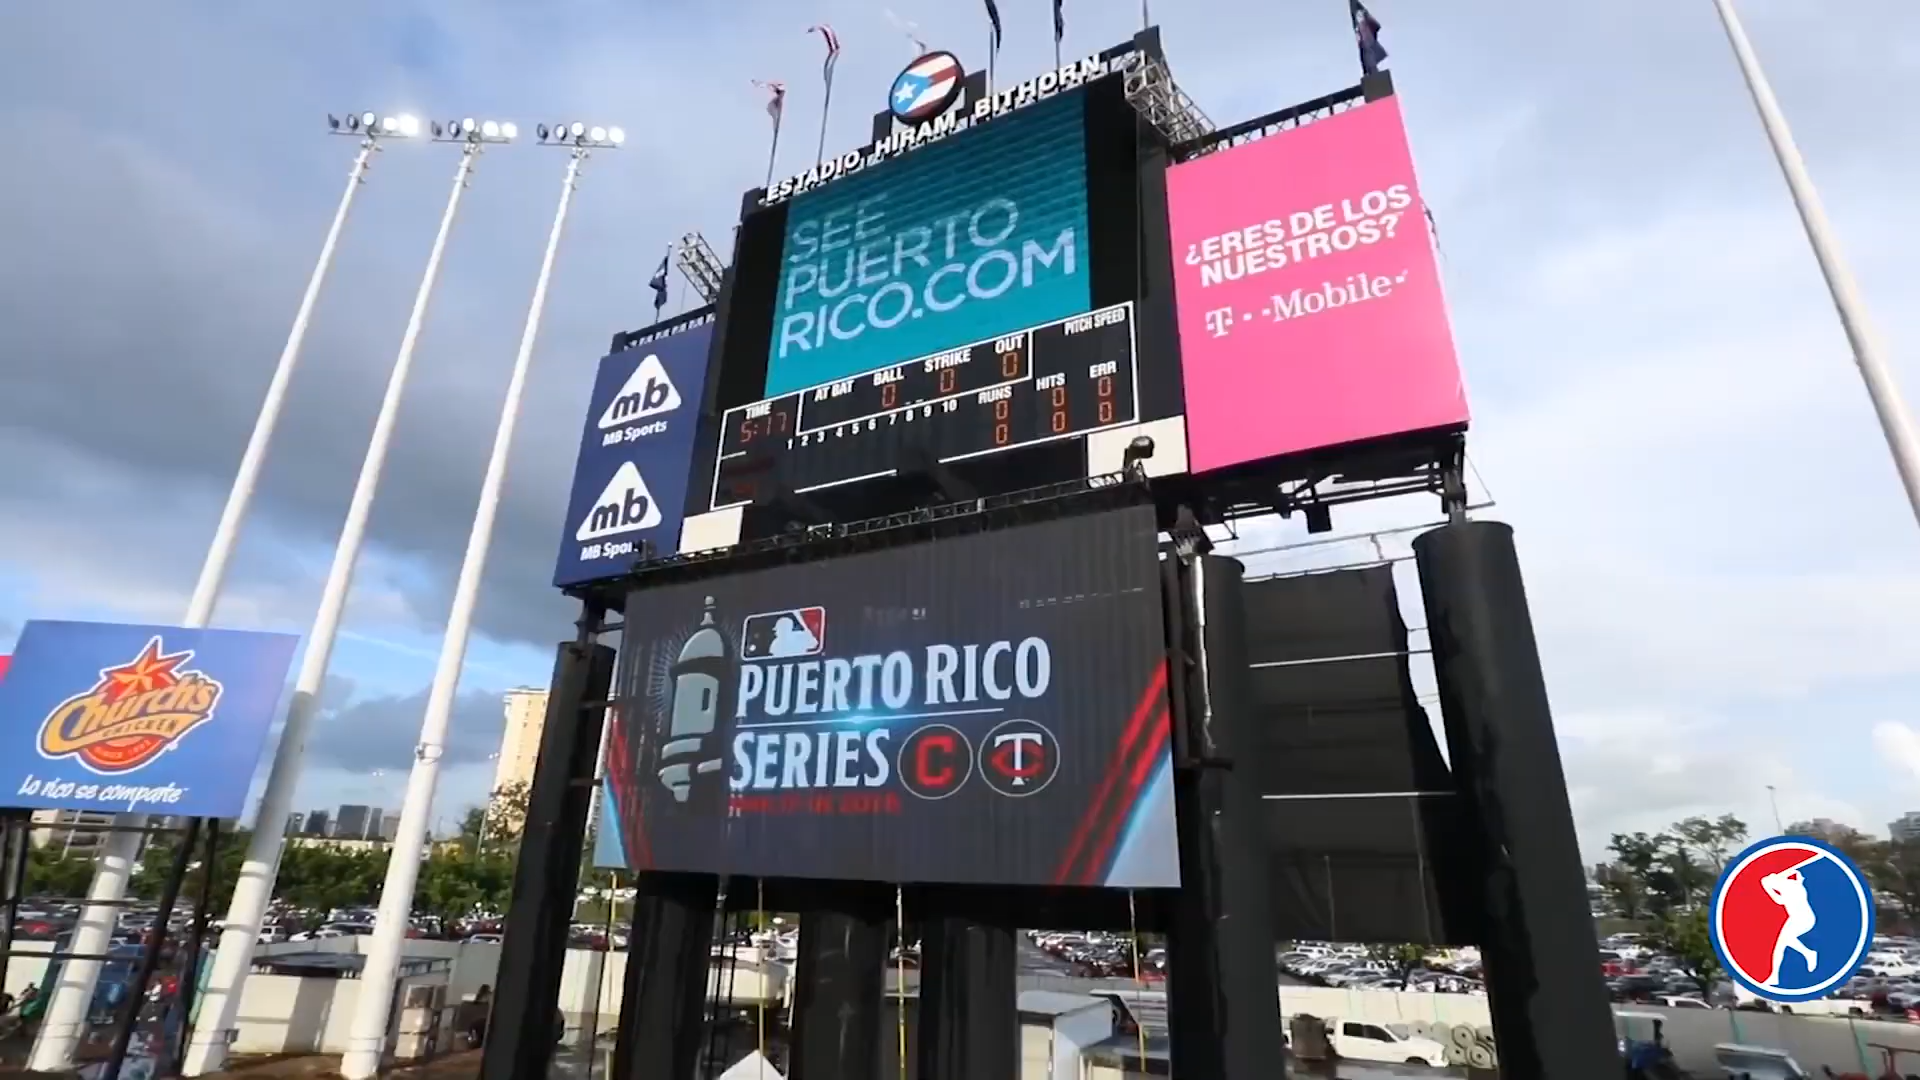 ESTADIO HIRAM BITHORN
SEE
PUERTO
RICO.COM
¿ERES DE LOS
NUESTROS?
T··Mobile·
mb
MB Sports
mb
MB Spor
PITCH SPEED
AT BAT BALL STRIKE OUT
0 0 0
TIME
5:17
1 2 3 4 5 6 7 8 9 10 RUNS HITS ERR
0 0 0
0 0 0
PUERTO RICO
SERIES C T
Church's
CHICKEN
Lo rico se comparte